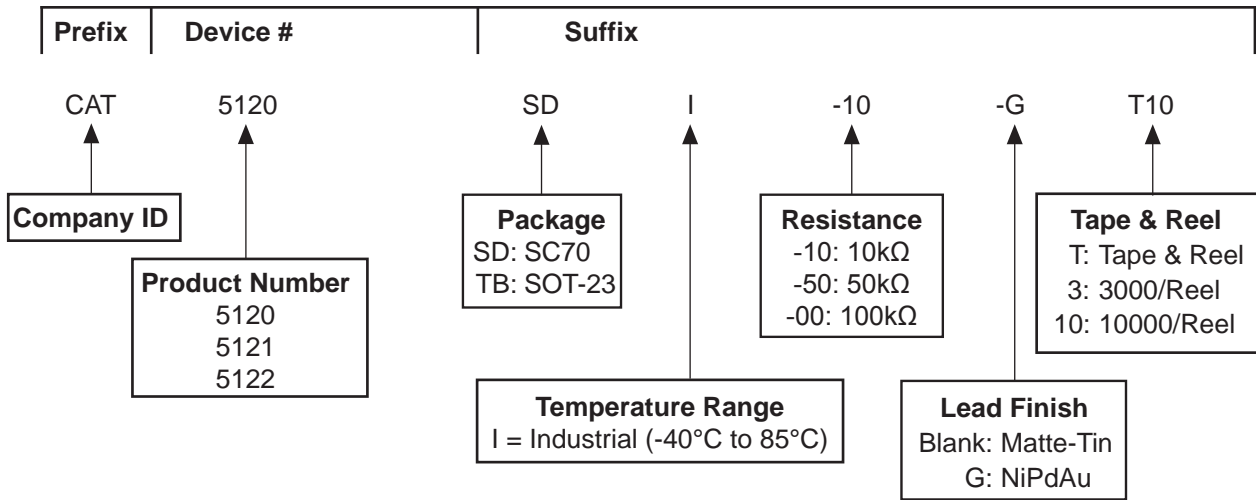 Prefix Device # Suffix
CAT 5120 SD I -10 -G T10
Company ID
Product Number
5120
5121
5122
Package
SD: SC70
TB: SOT-23
Resistance
-10: 10kΩ
-50: 50kΩ
-00: 100kΩ
Tape & Reel
T: Tape & Reel
3: 3000/Reel
10: 10000/Reel
Temperature Range
I = Industrial (-40°C to 85°C)
Lead Finish
Blank: Matte-Tin
G: NiPdAu